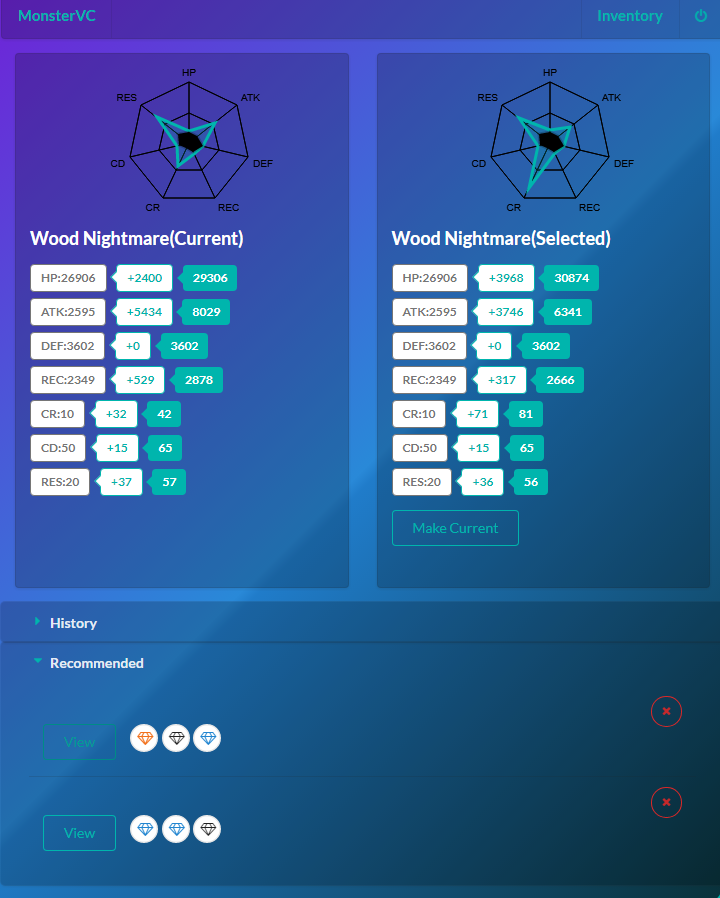 MonsterVC
Inventory
HP
RES
ATK
CD
DEF
CR
REC
Wood Nightmare(Current)
HP:26906 +2400 29306
ATK:2595 +5434 8029
DEF:3602 +0 3602
REC:2349 +529 2878
CR:10 +32 42
CD:50 +15 65
RES:20 +37 57
HP
RES
ATK
CD
DEF
CR
REC
Wood Nightmare(Selected)
HP:26906 +3968 30874
ATK:2595 +3746 6341
DEF:3602 +0 3602
REC:2349 +317 2666
CR:10 +71 81
CD:50 +15 65
RES:20 +36 56
Make Current
History
Recommended
View
View